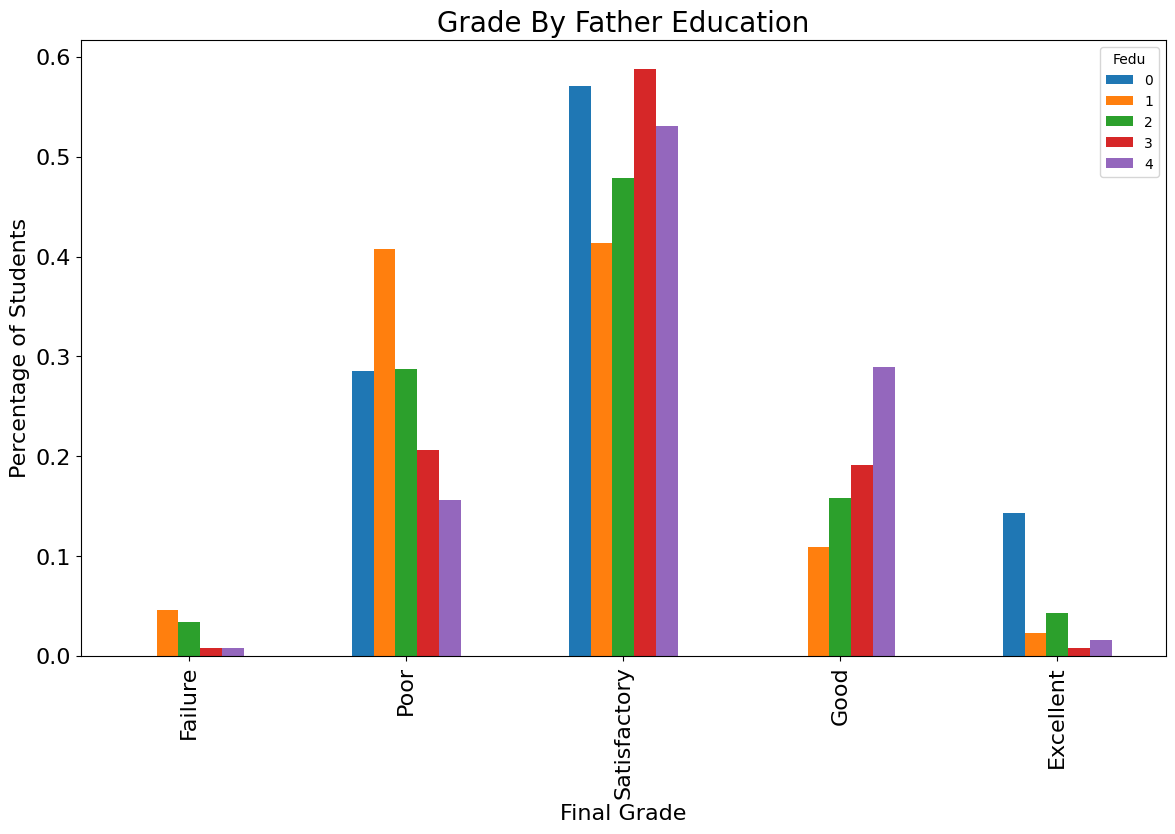 Grade By Father Education
Fedu
0
1
2
3
4
Percentage of Students
0.6
0.5
0.4
0.3
0.2
0.1
0.0
Failure
Poor
Satisfactory
Good
Excellent
Final Grade